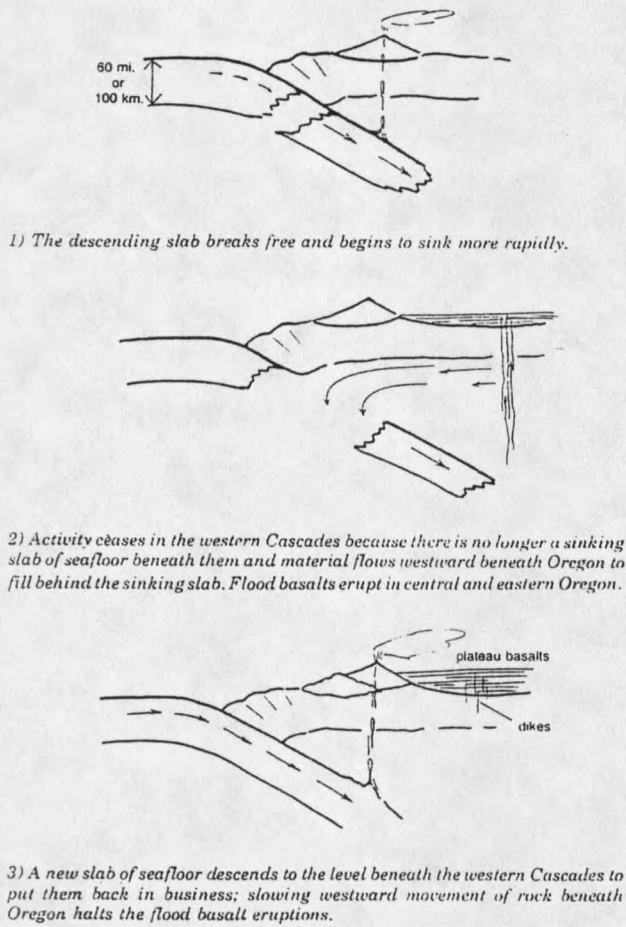 60 mi.
or
100 km.
1) The descending slab breaks free and begins to sink more rapidly.
2) Activity ceases in the western Cascades because there is no longer a sinking
slab of seafloor beneath them and material flows westward beneath Oregon to
fill behind the sinking slab. Flood basalts erupt in central and eastern Oregon.
plateau basalts
dikes
3) A new slab of seafloor descends to the level beneath the western Cascades to
put them back in business; slowing westward movement of rock beneath
Oregon halts the flood basalt eruptions.